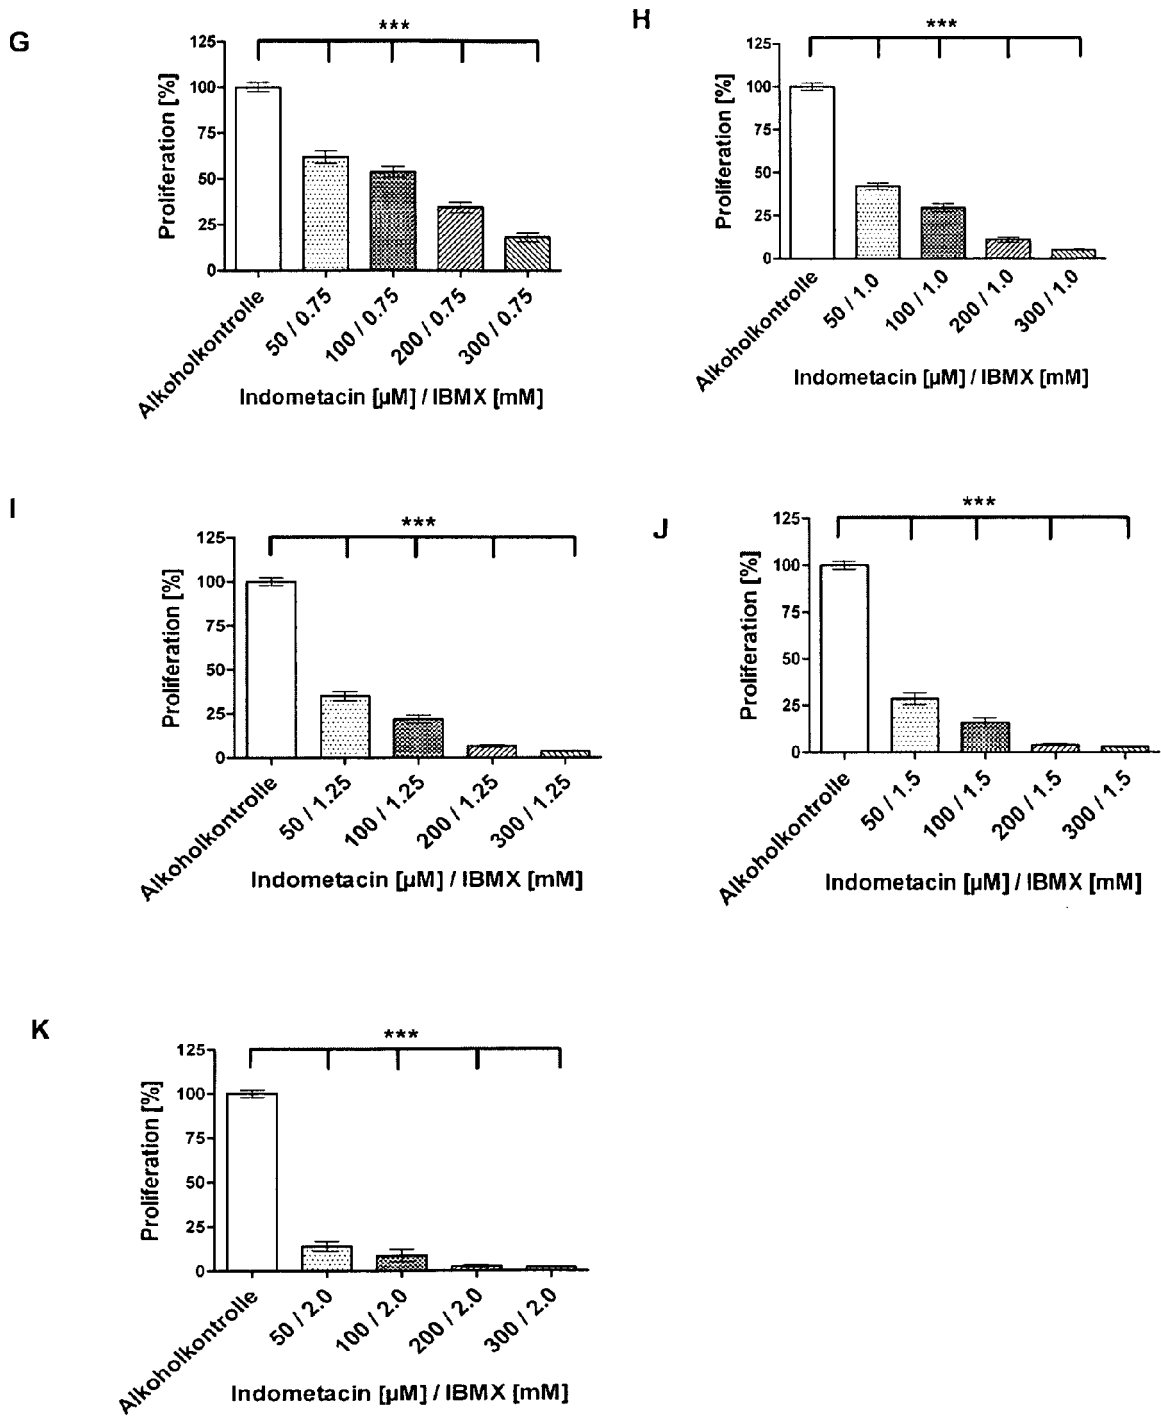 G
***
Proliferation [%]
125
100
75
50
25
0
Alkoholkontrolle
50 / 0.75
100 / 0.75
200 / 0.75
300 / 0.75
Indometacin [µM] / IBMX [mM]
H
***
Proliferation [%]
125
100
75
50
25
0
Alkoholkontrolle
50 / 1.0
100 / 1.0
200 / 1.0
300 / 1.0
Indometacin [µM] / IBMX [mM]
I
***
Proliferation [%]
125
100
75
50
25
0
Alkoholkontrolle
50 / 1.25
100 / 1.25
200 / 1.25
300 / 1.25
Indometacin [µM] / IBMX [mM]
J
***
Proliferation [%]
125
100
75
50
25
0
Alkoholkontrolle
50 / 1.5
100 / 1.5
200 / 1.5
300 / 1.5
Indometacin [µM] / IBMX [mM]
K
***
Proliferation [%]
125
100
75
50
25
0
Alkoholkontrolle
50 / 2.0
100 / 2.0
200 / 2.0
300 / 2.0
Indometacin [µM] / IBMX [mM]